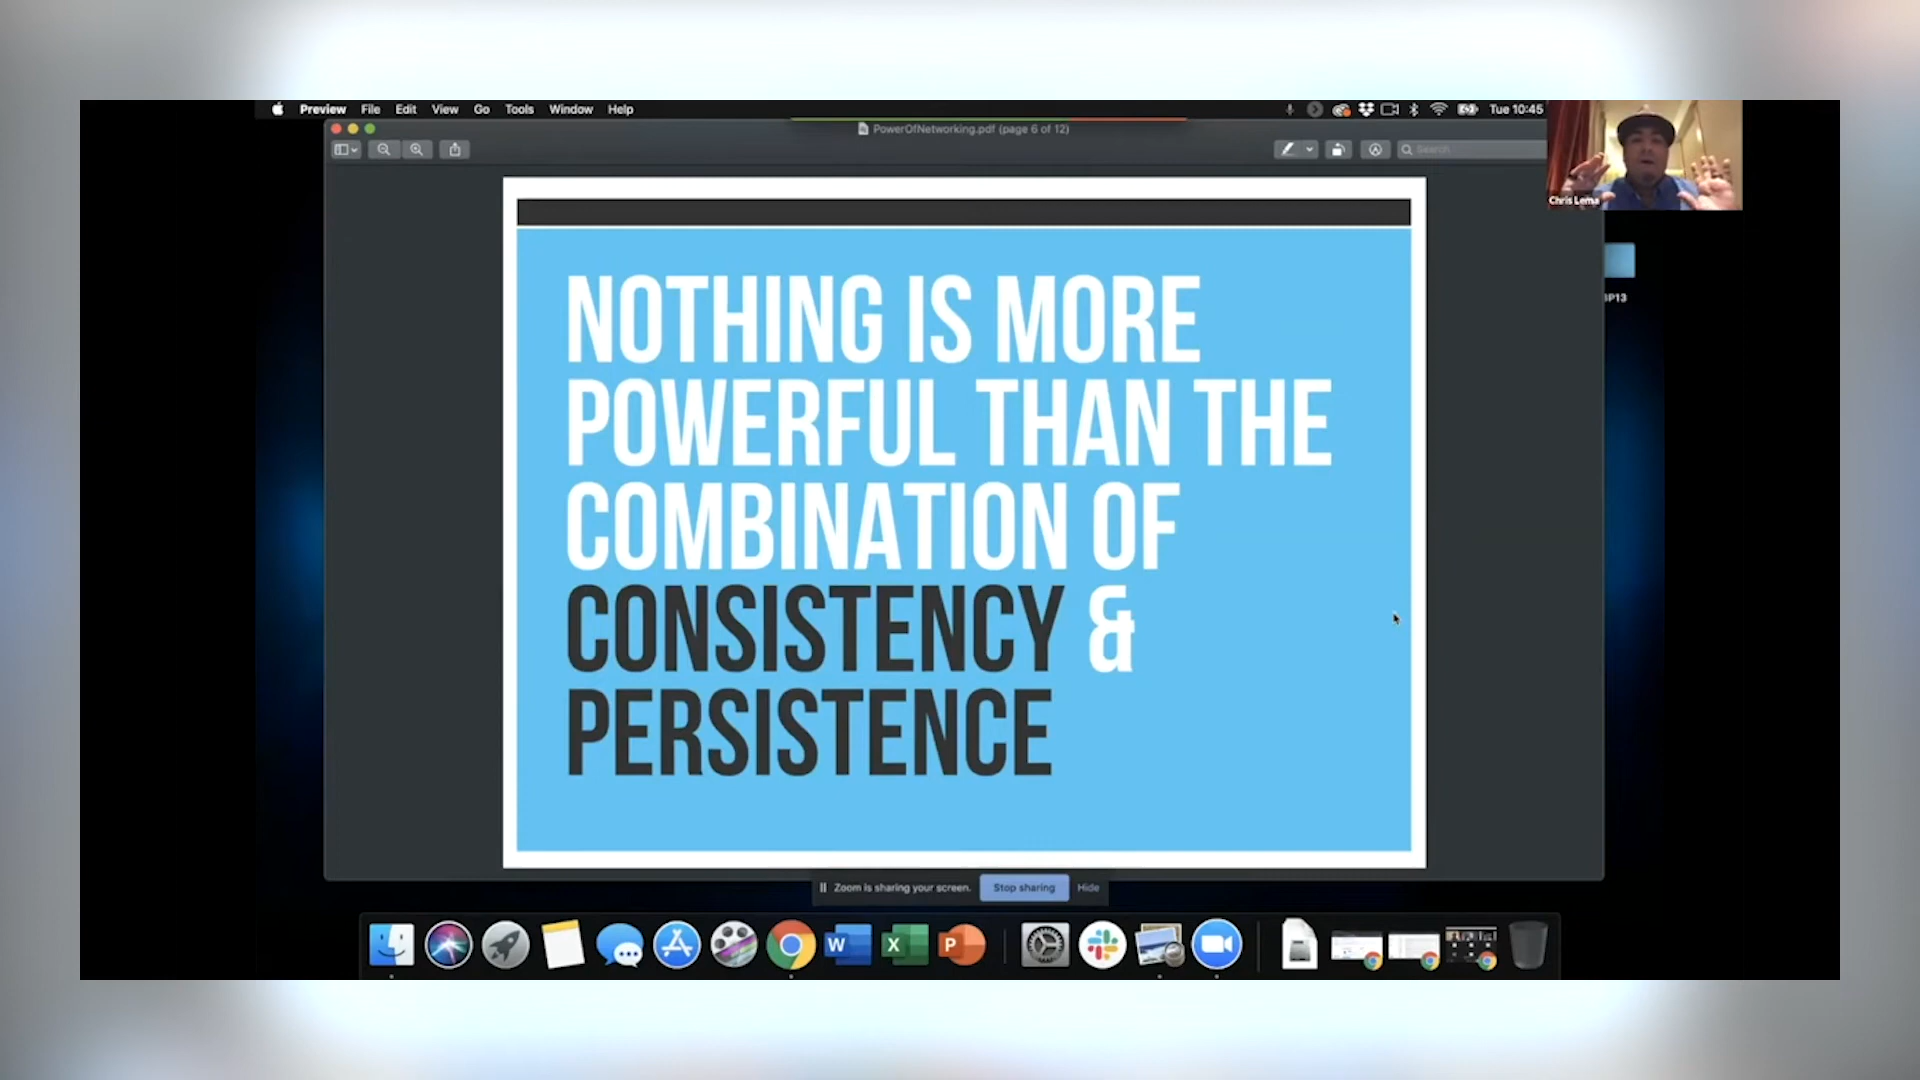 Preview File Edit View Go Tools Window Help
Tue 10:45
PowerOfNetworking.pdf (page 6 of 12)
Search
Chris Lema
NOTHING IS MORE
POWERFUL THAN THE
COMBINATION OF
CONSISTENCY &
PERSISTENCE
Zoom is sharing your screen. Stop sharing Hide
W X P